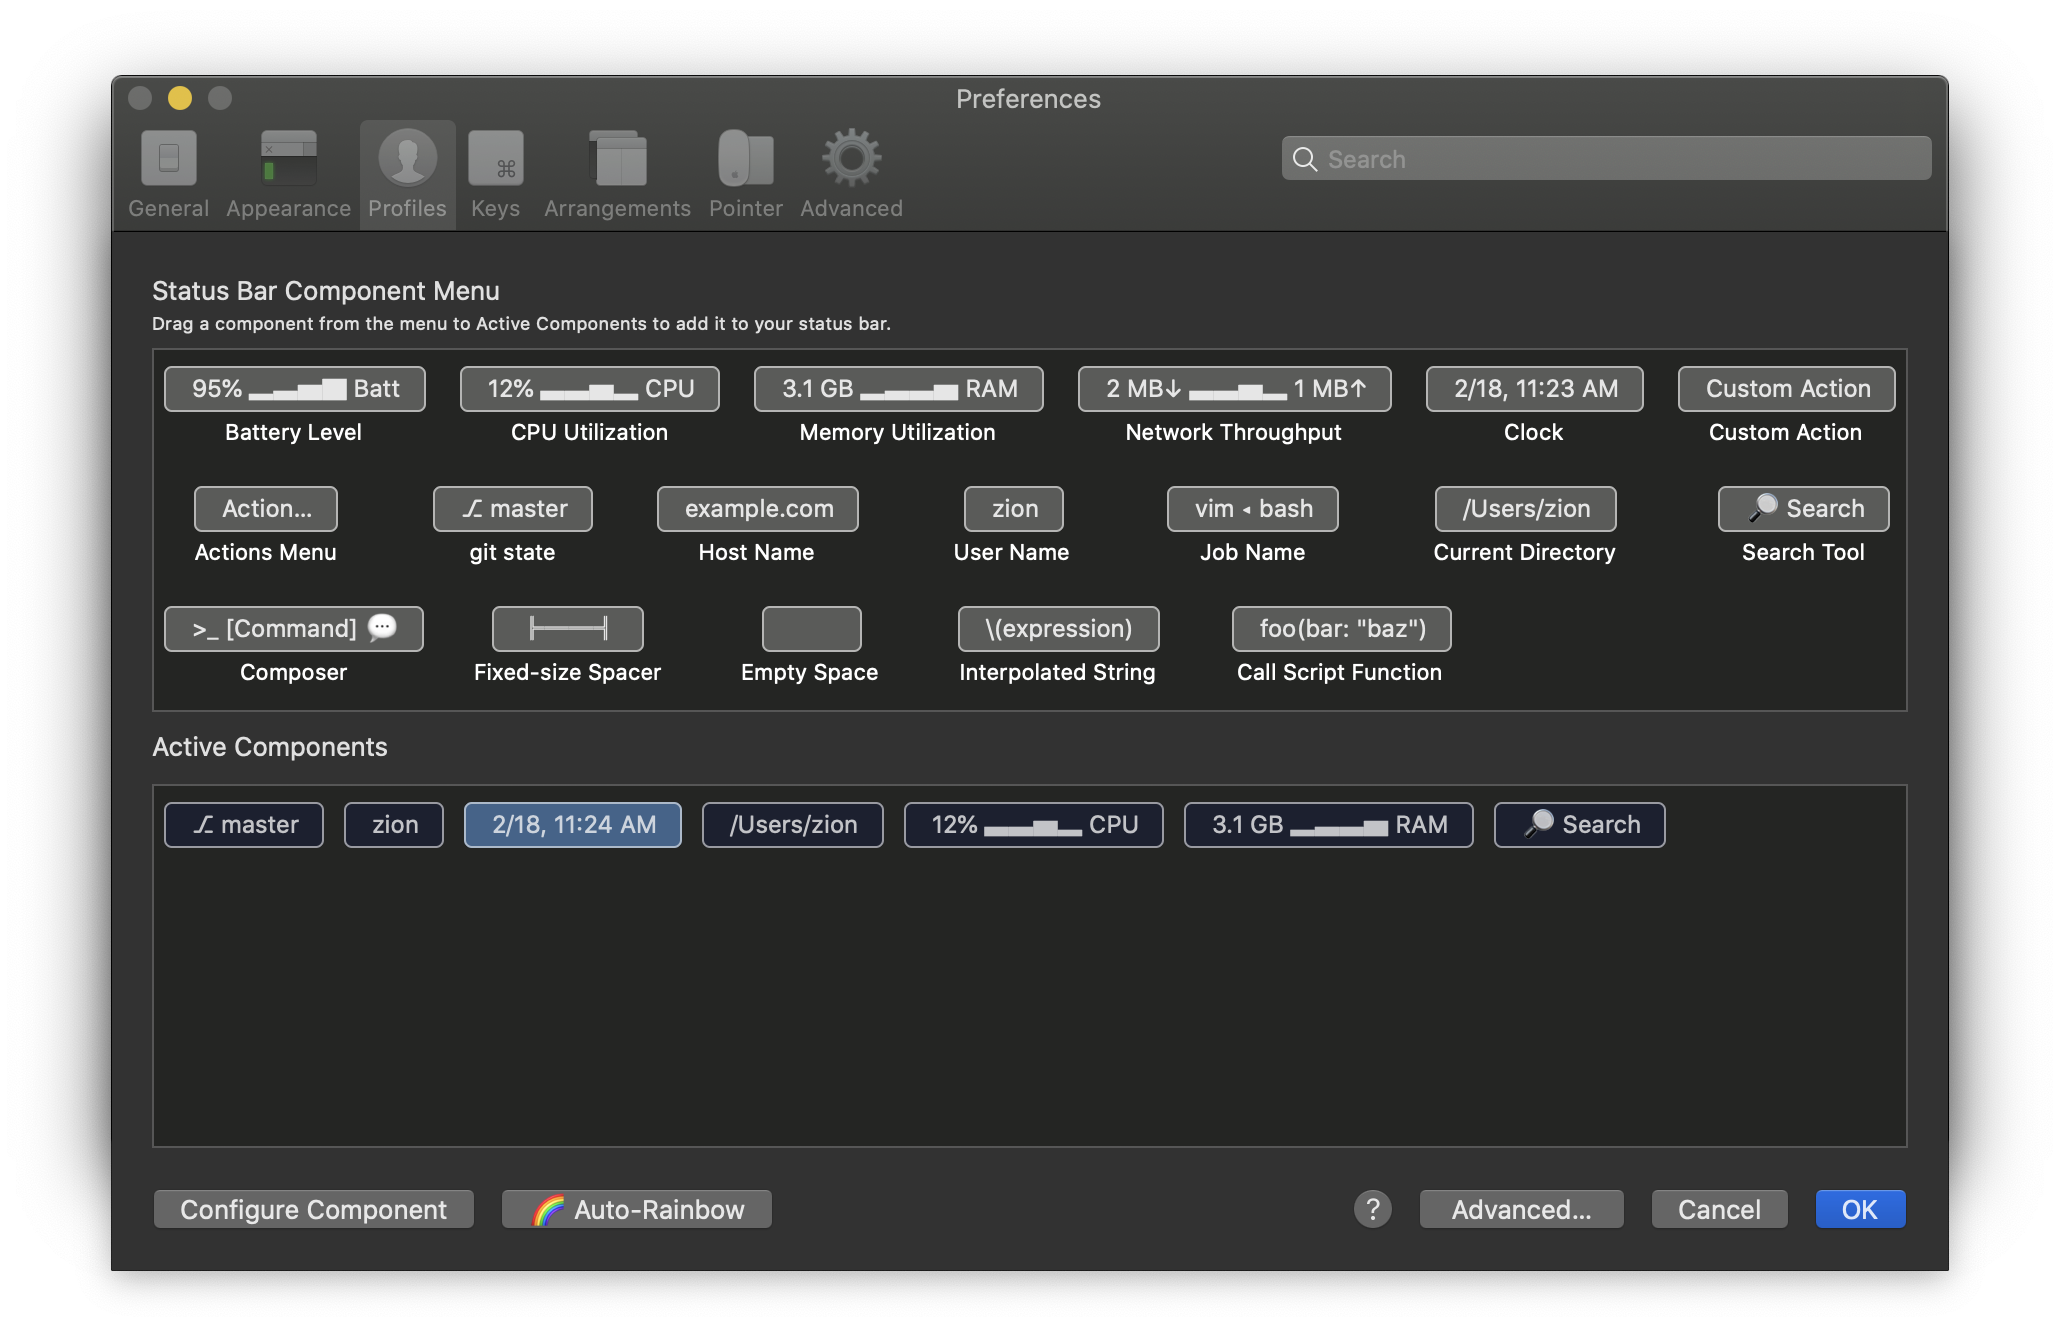 Preferences
General Appearance Profiles Keys Arrangements Pointer Advanced
Search
Status Bar Component Menu
Drag a component from the menu to Active Components to add it to your status bar.
95% Batt 12% CPU 3.1 GB RAM 2 MB↓ 1 MB↑ 2/18, 11:23 AM Custom Action
Battery Level CPU Utilization Memory Utilization Network Throughput Clock Custom Action
Action... master example.com zion vim ◂ bash /Users/zion Search
Actions Menu git state Host Name User Name Job Name Current Directory Search Tool
>_ [Command] \(expression) foo(bar: "baz")
Composer Fixed-size Spacer Empty Space Interpolated String Call Script Function
Active Components
master zion 2/18, 11:24 AM /Users/zion 12% CPU 3.1 GB RAM Search
Configure Component Auto-Rainbow ? Advanced... Cancel OK